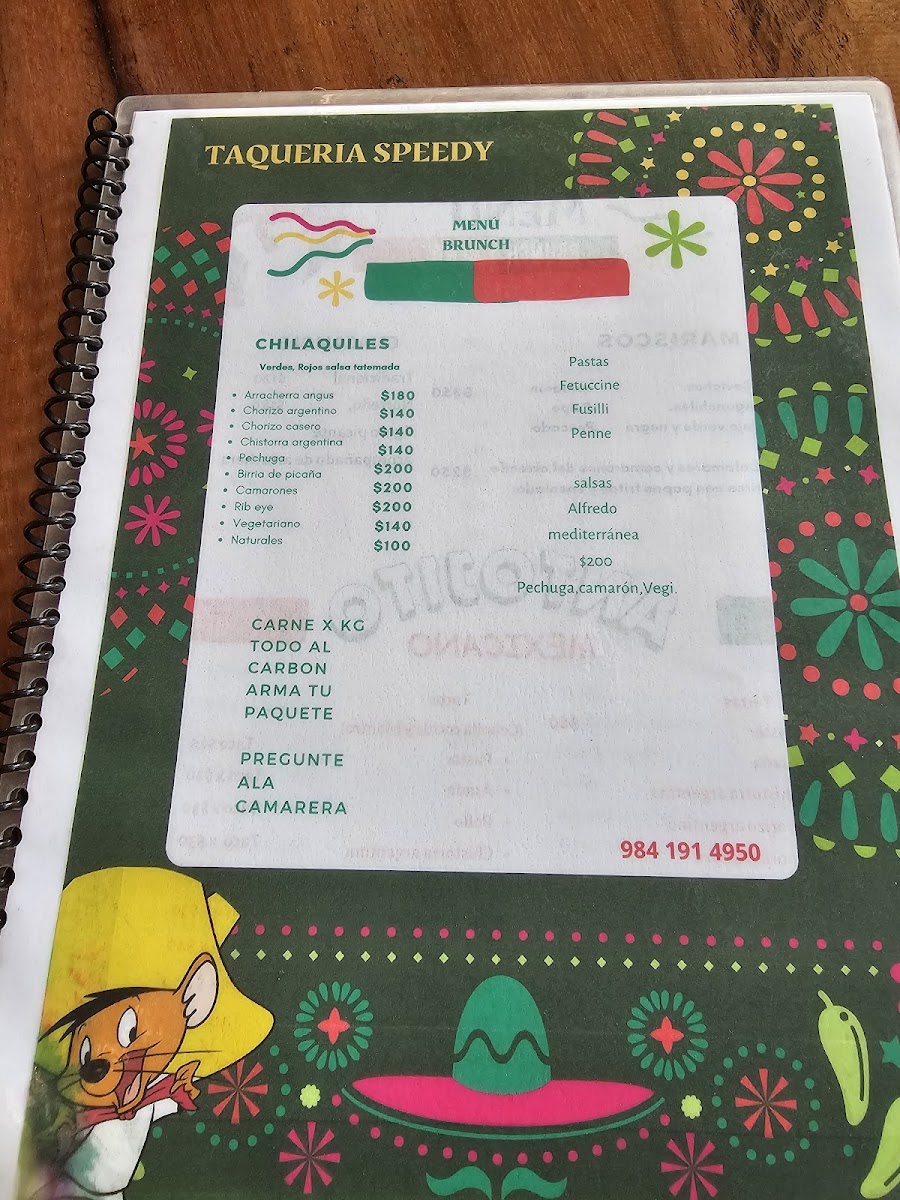 TAQUERIA SPEEDY
MENÚ
BRUNCH
CHILAQUILES
Verdes, Rojos salsa tatemada
• Arracherra angus
• Chorizo argentino
• Chorizo casero
• Chistorra argentina
• Pechuga
• Birria de picaña
• Camarones
• Rib eye
• Vegetariano
• Naturales
$180
$140
$140
$140
$200
$200
$200
$140
$100
Pastas
Fetuccine
Fusilli
Penne
salsas
Alfredo
mediterránea
$200
Pechuga,camarón,Vegi.
CARNE X KG
TODO AL
CARBON
ARMA TU
PAQUETE
PREGUNTE
ALA
CAMARERA
984 191 4950